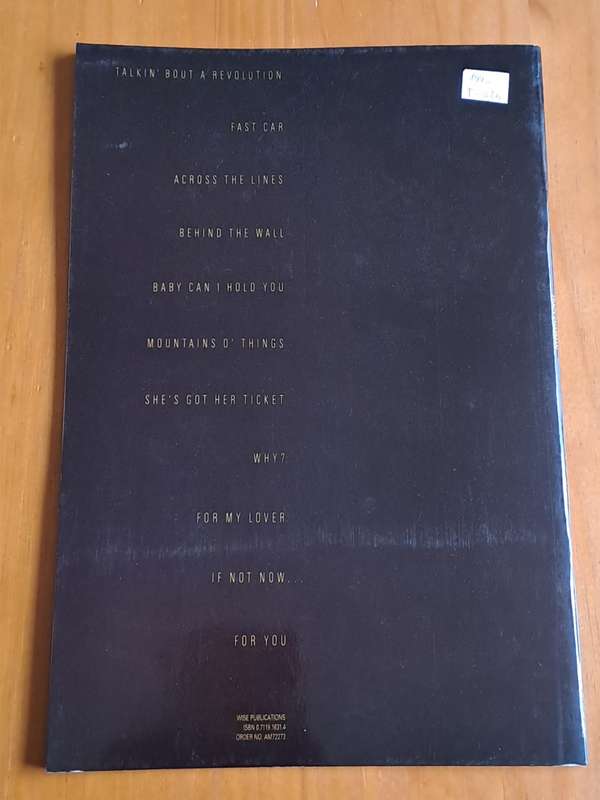 TALKIN' BOUT A REVOLUTION
FAST CAR
ACROSS THE LINES
BEHIND THE WALL
BABY CAN I HOLD YOU
MOUNTAINS O' THINGS
SHE'S GOT HER TICKET
WHY?
FOR MY LOVER
IF NOT NOW...
FOR YOU
WISE PUBLICATIONS
ISBN 0.7119.1631.4
ORDER NO. AM72273